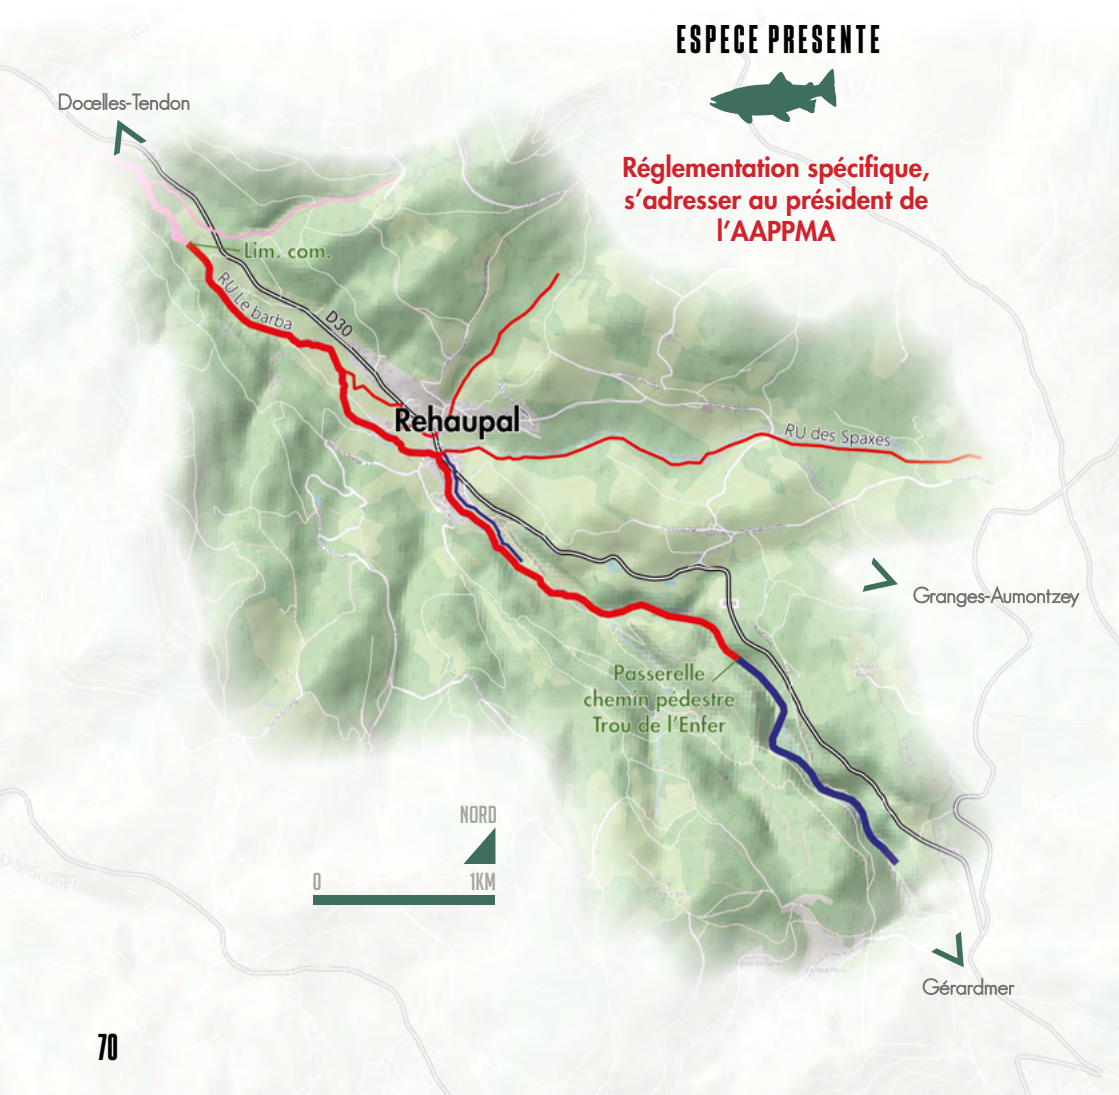 ESPECE PRESENTE
Docelles-Tendon
Réglementation spécifique,
s'adresser au président de
l'AAPPMA
Lim. com.
RU Le barba
D30
Rehaupal
RU des Spaxes
Granges-Aumontzey
Passerelle
chemin pédestre
Trou de l'Enfer
NORD
0 1KM
Gérardmer
70